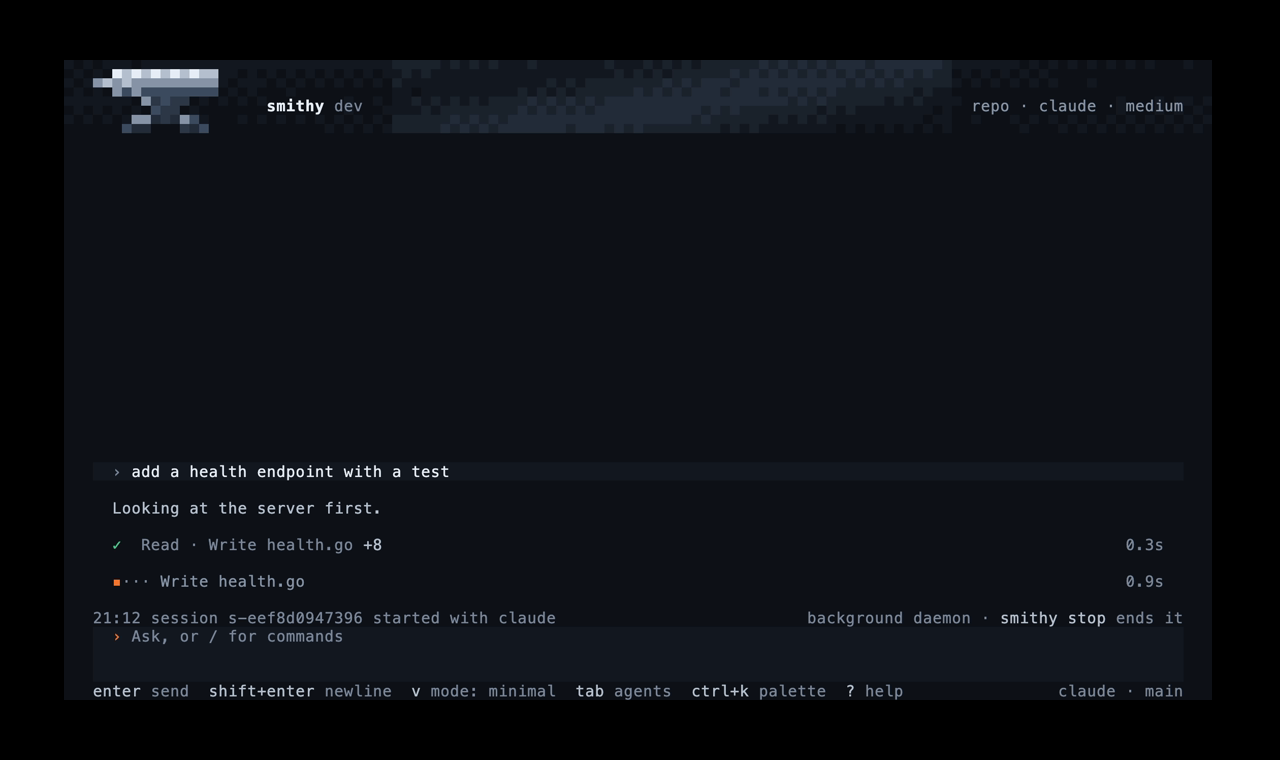 smithy dev repo · claude · medium
› add a health endpoint with a test
Looking at the server first.
✓ Read · Write health.go +8 0.3s
■··· Write health.go 0.9s
21:12 session s-eef8d0947396 started with claude background daemon · smithy stop ends it
› Ask, or / for commands
enter send shift+enter newline v mode: minimal tab agents ctrl+k palette ? help claude · main